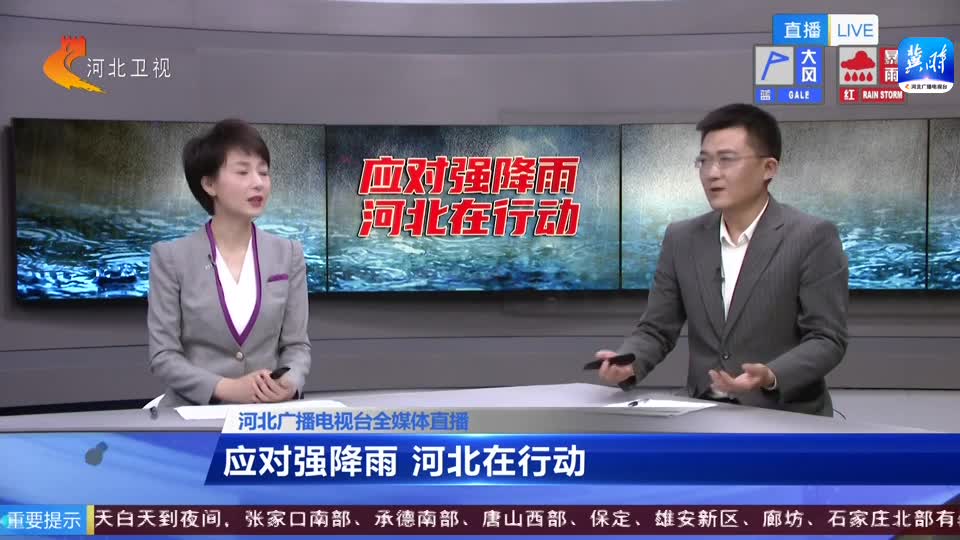 河北卫视
直播 LIVE
大风
蓝 GALE
暴雨
红 RAIN STORM
冀时
河北广播电视台
应对强降雨
河北在行动
河北广播电视台全媒体直播
应对强降雨 河北在行动
重要提示 天白天到夜间，张家口南部、承德南部、唐山西部、保定、雄安新区、廊坊、石家庄北部有